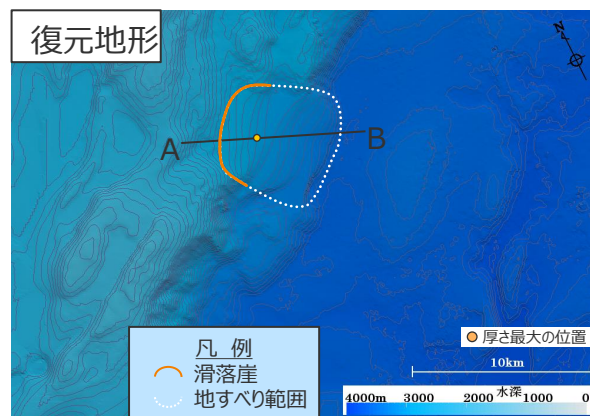 復元地形
N
A
B
凡 例
滑落崖
地すべり範囲
厚さ最大の位置
10km
水深
4000m 3000 2000 1000 0